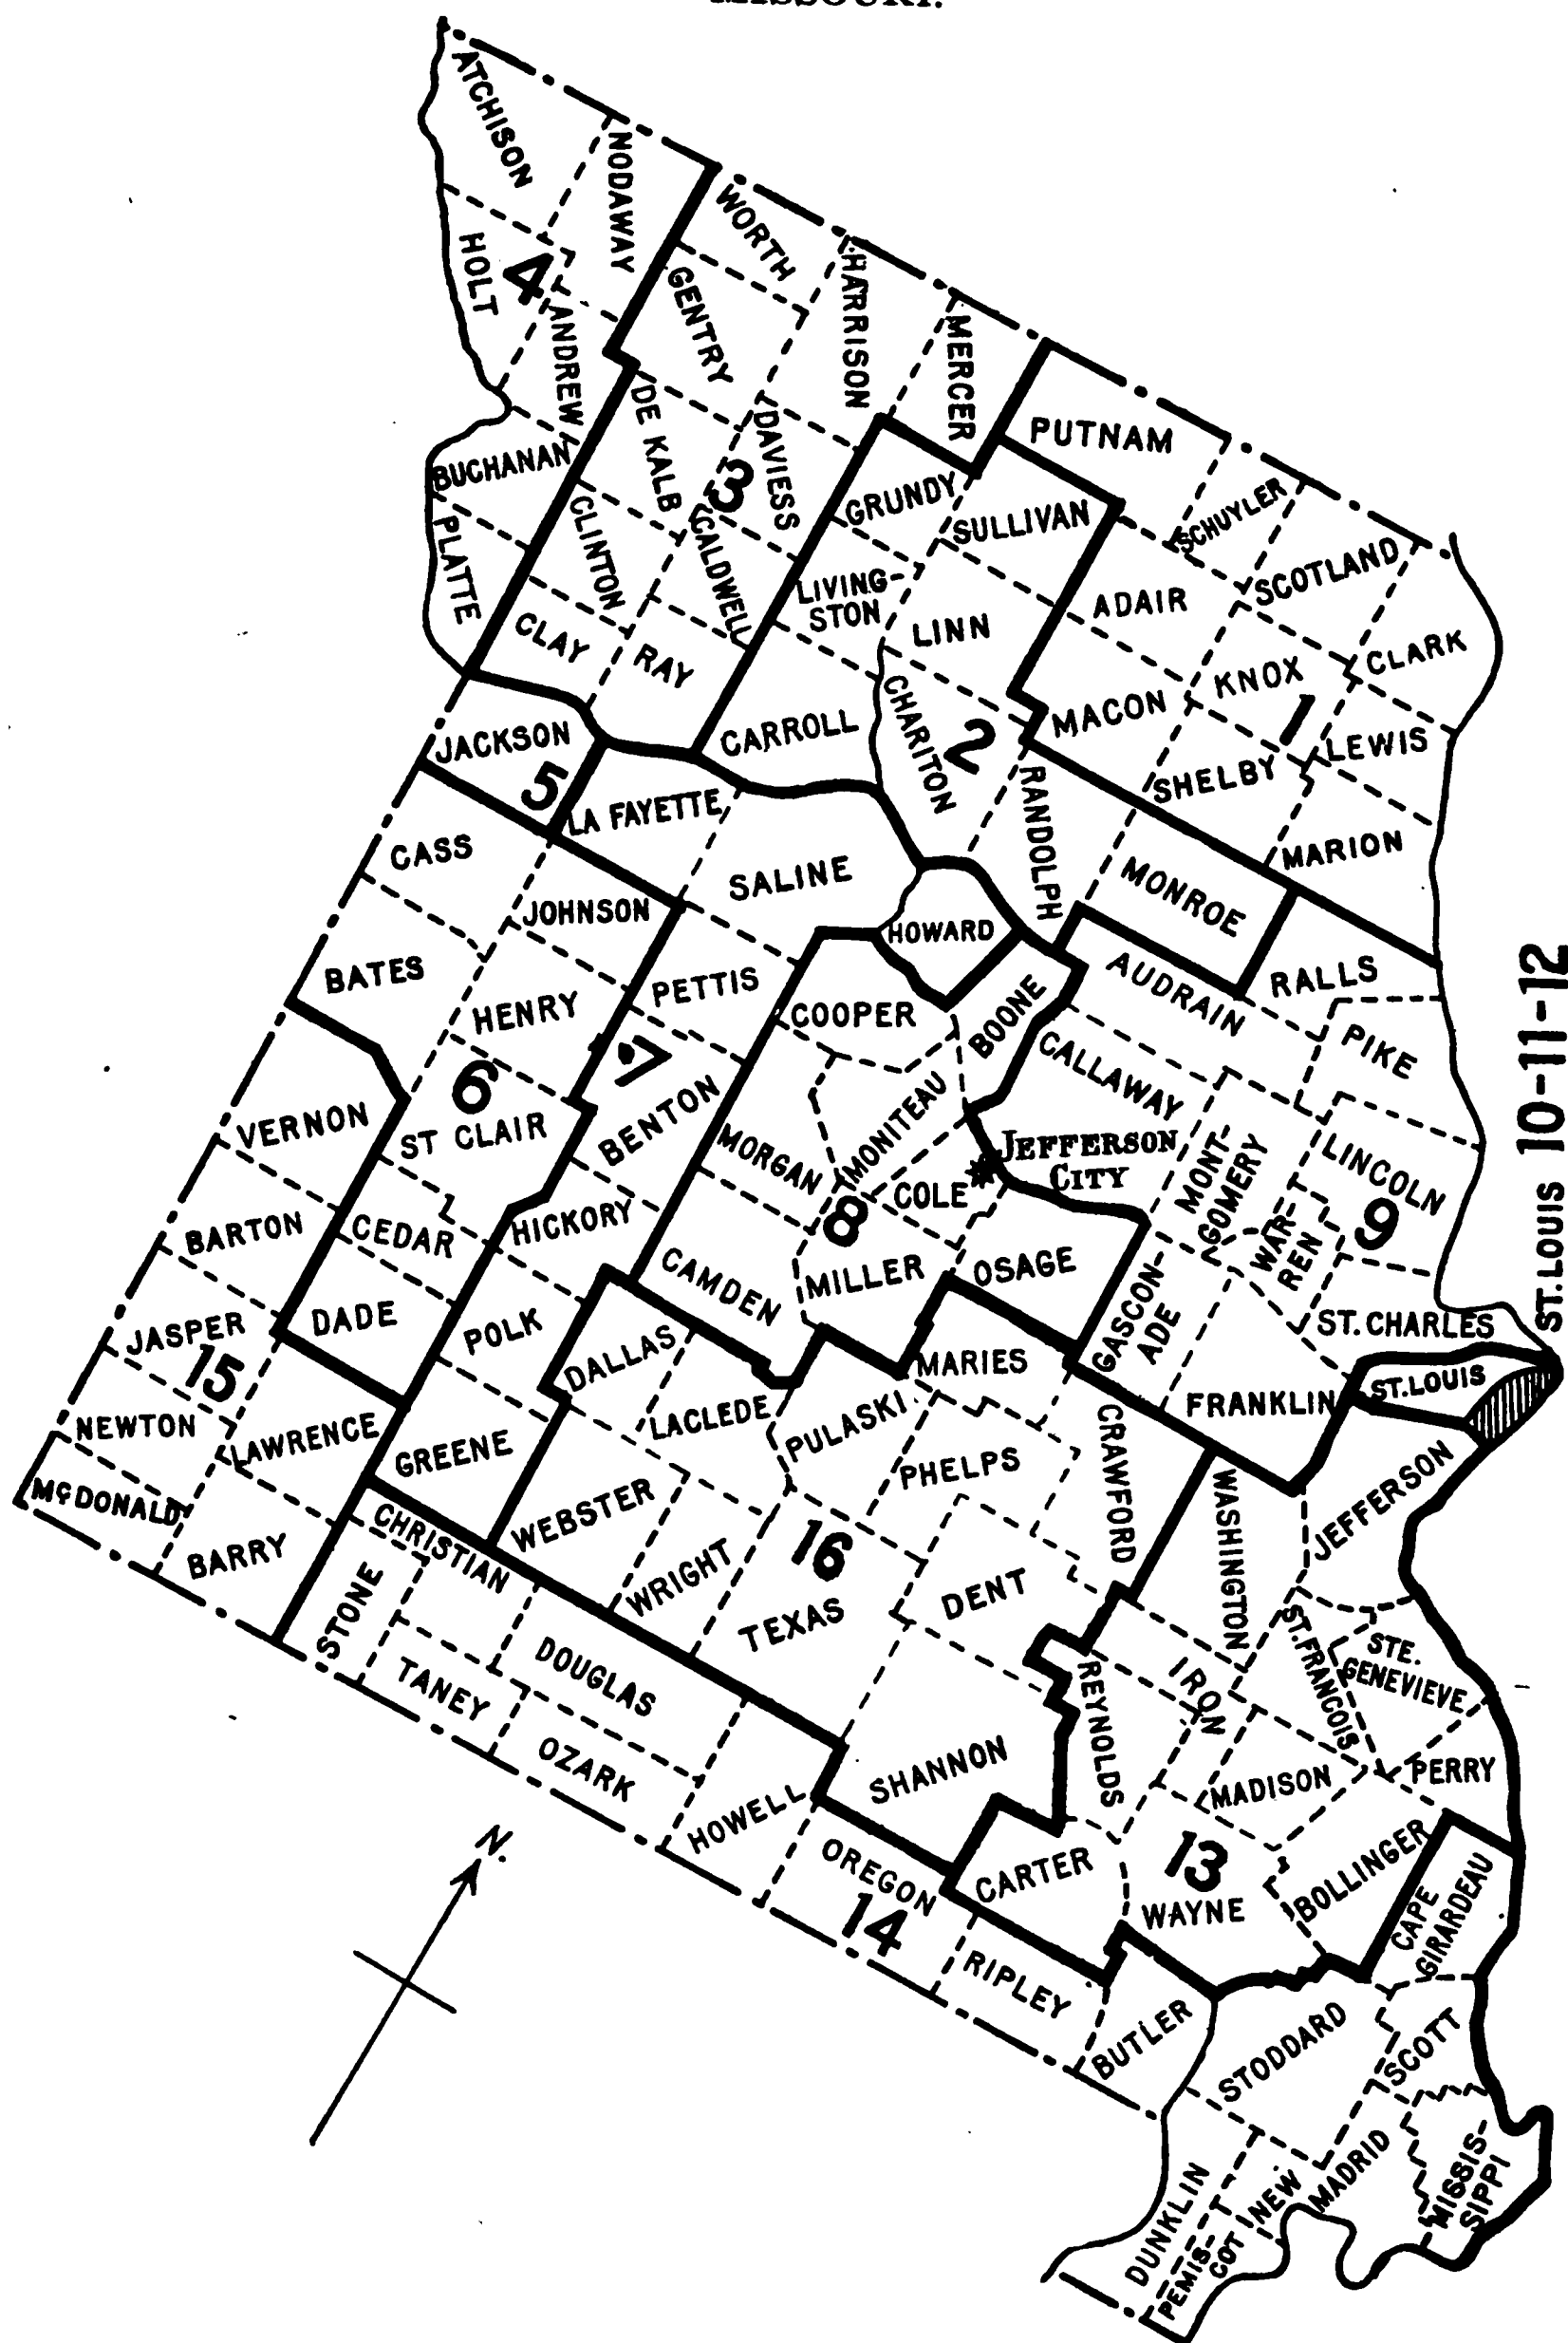 MISSOURI.
ATCHISON
NODAWAY
WORTH
HOLT
4
GENTRY
HARRISON
MERCER
ANDREW
DE KALB
PUTNAM
BUCHANAN
3
DAVIESS
GRUNDY
SULLIVAN
SCHUYLER
SCOTLAND
PLATTE
CLINTON
CALDWELL
LIVING-
STON
LINN
ADAIR
CLARK
CLAY
RAY
KNOX
CARROLL
CHARITON
2
MACON
1
LEWIS
JACKSON
5
SHELBY
LA FAYETTE
RANDOLPH
MARION
CASS
SALINE
MONROE
JOHNSON
HOWARD
BATES
PETTIS
AUDRAIN
RALLS
HENRY
COOPER
BOONE
PIKE
7
CALLAWAY
6
VERNON
ST CLAIR
BENTON
MORGAN
MONITEAU
JEFFERSON
CITY
MONT-
GOMERY
LINCOLN
COLE
9
BARTON
CEDAR
HICKORY
8
WAR-
REN
CAMDEN
MILLER
OSAGE
GASCON-
ADE
ST. CHARLES
JASPER
15
DADE
POLK
DALLAS
MARIES
ST. LOUIS
ST. LOUIS 10-11-12
FRANKLIN
NEWTON
LAWRENCE
GREENE
LACLEDE
PULASKI
PHELPS
CRAWFORD
JEFFERSON
McDONALD
WEBSTER
WASHINGTON
CHRISTIAN
BARRY
WRIGHT
16
TEXAS
DENT
STONE
ST. FRANCOIS
STE.
GENEVIEVE
TANEY
DOUGLAS
REYNOLDS
IRON
OZARK
SHANNON
MADISON
PERRY
HOWELL
N.
OREGON
14
CARTER
13
WAYNE
BOLLINGER
CAPE
GIRARDEAU
RIPLEY
BUTLER
STODDARD
SCOTT
DUNKLIN
PEMIS-
COT
NEW
MADRID
MISSIS-
SIPPI